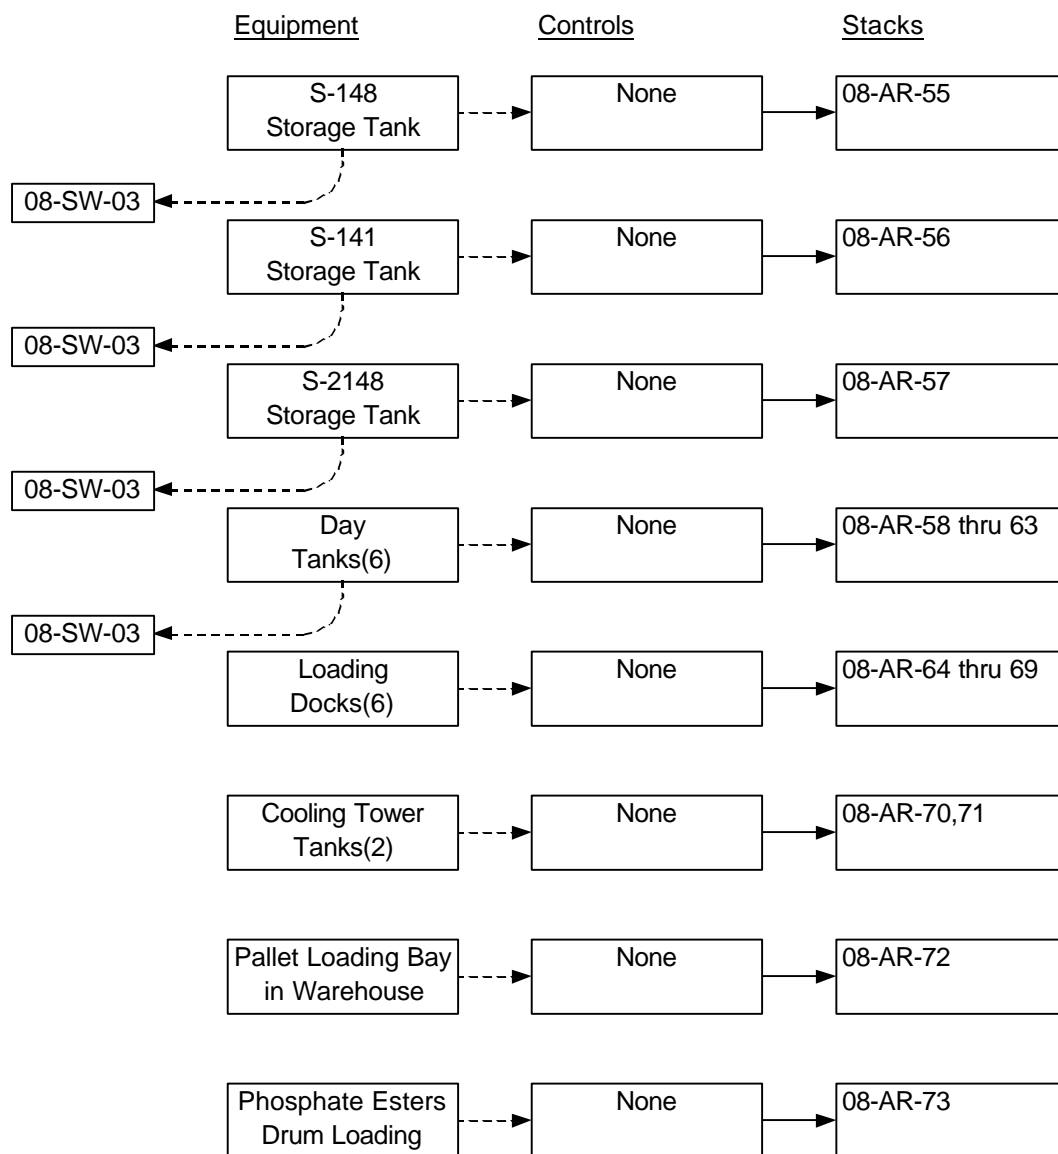 Equipment
Controls
Stacks
S-148
Storage Tank
None
08-AR-55
08-SW-03
S-141
Storage Tank
None
08-AR-56
08-SW-03
S-2148
Storage Tank
None
08-AR-57
08-SW-03
Day
Tanks(6)
None
08-AR-58 thru 63
08-SW-03
Loading
Docks(6)
None
08-AR-64 thru 69
Cooling Tower
Tanks(2)
None
08-AR-70,71
Pallet Loading Bay
in Warehouse
None
08-AR-72
Phosphate Esters
Drum Loading
None
08-AR-73